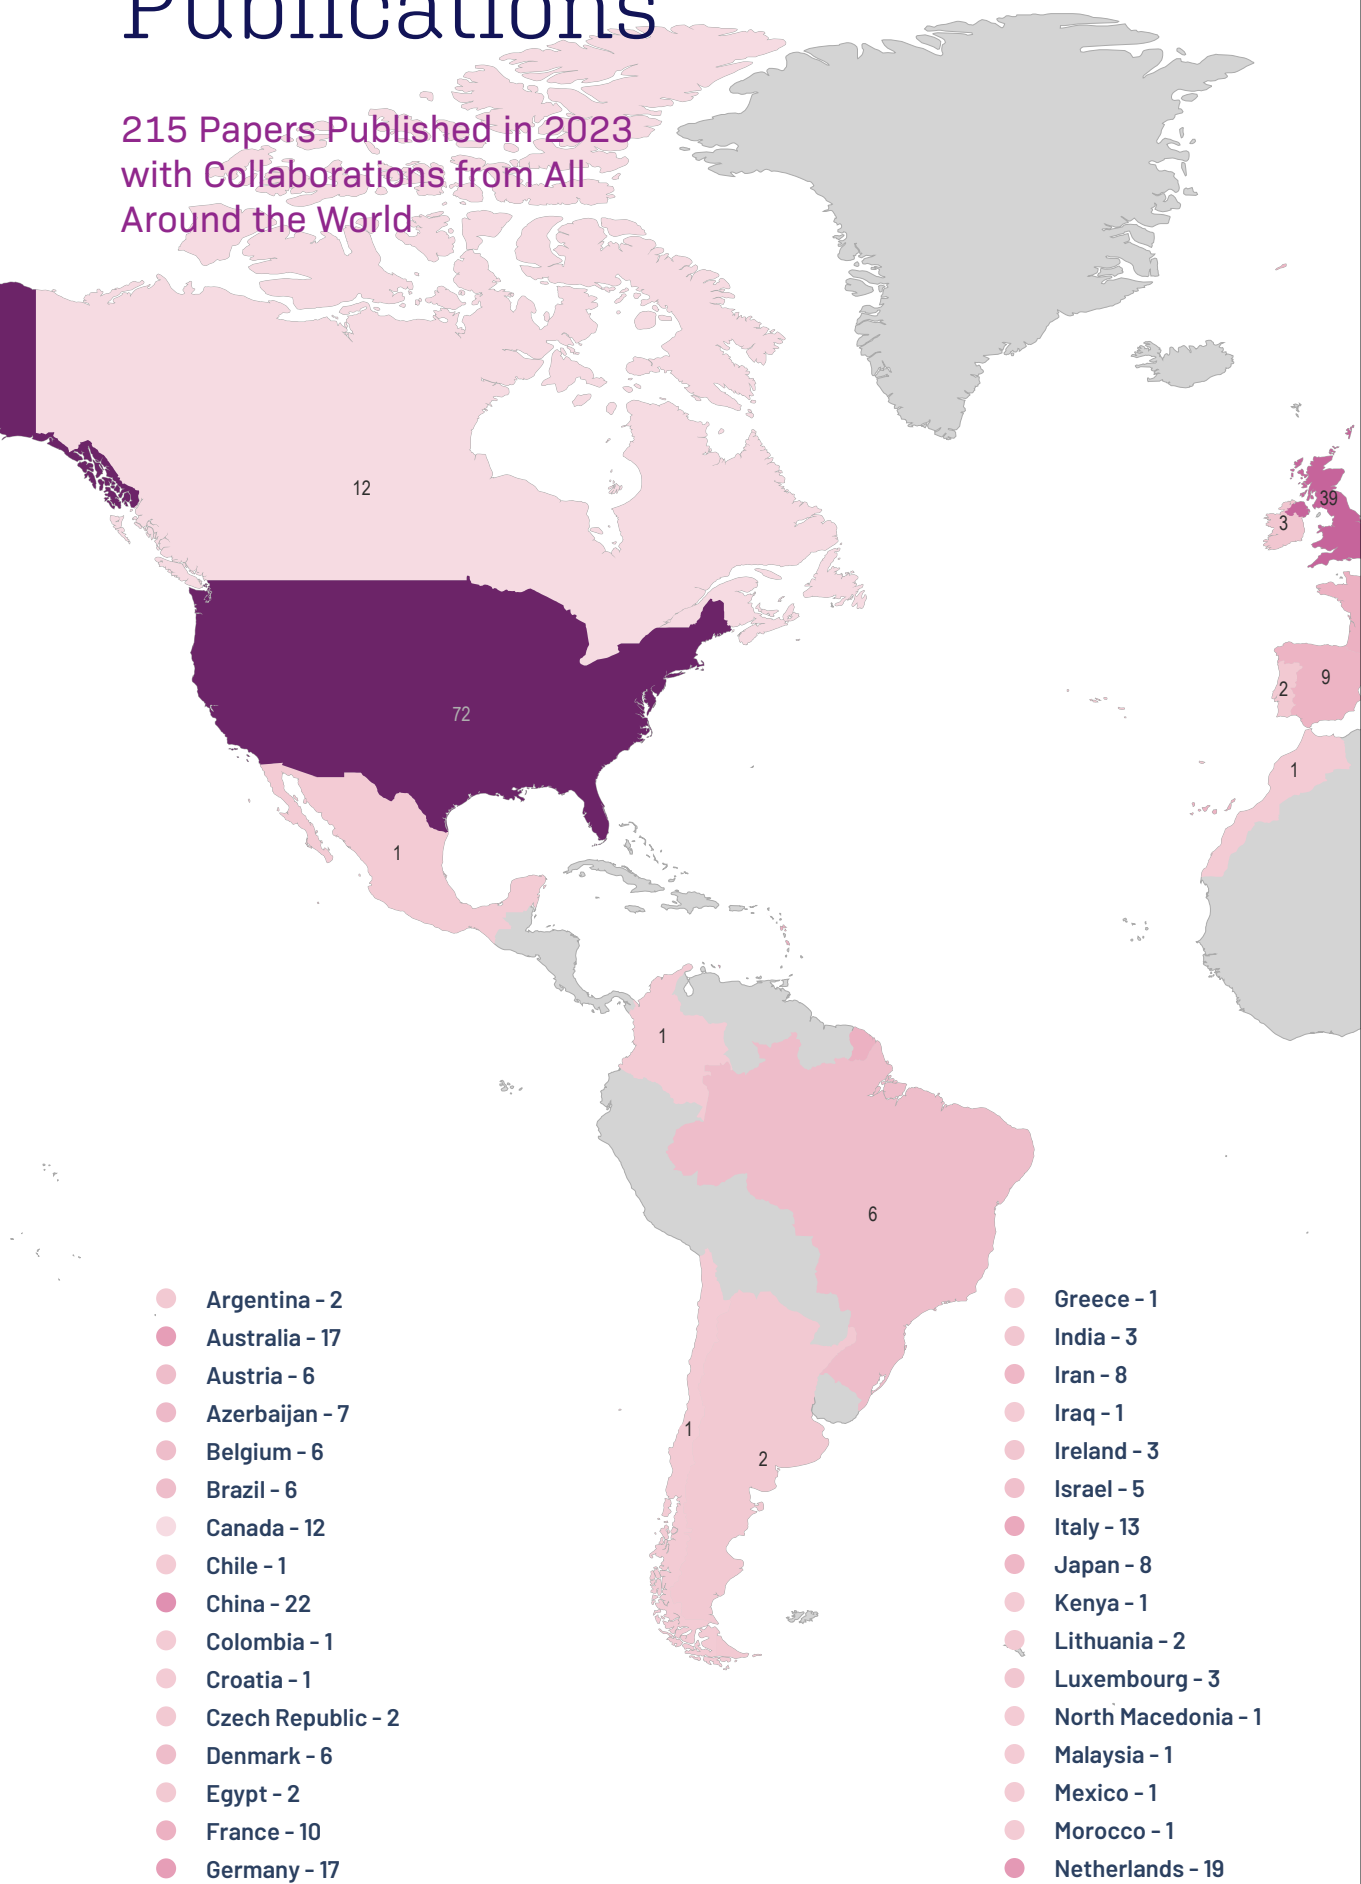 Publications
215 Papers Published in 2023
with Collaborations from All
Around the World
12
39
3
72
9
2
1
1
1
6
1
2
Argentina - 2
Australia - 17
Austria - 6
Azerbaijan - 7
Belgium - 6
Brazil - 6
Canada - 12
Chile - 1
China - 22
Colombia - 1
Croatia - 1
Czech Republic - 2
Denmark - 6
Egypt - 2
France - 10
Germany - 17
Greece - 1
India - 3
Iran - 8
Iraq - 1
Ireland - 3
Israel - 5
Italy - 13
Japan - 8
Kenya - 1
Lithuania - 2
Luxembourg - 3
North Macedonia - 1
Malaysia - 1
Mexico - 1
Morocco - 1
Netherlands - 19